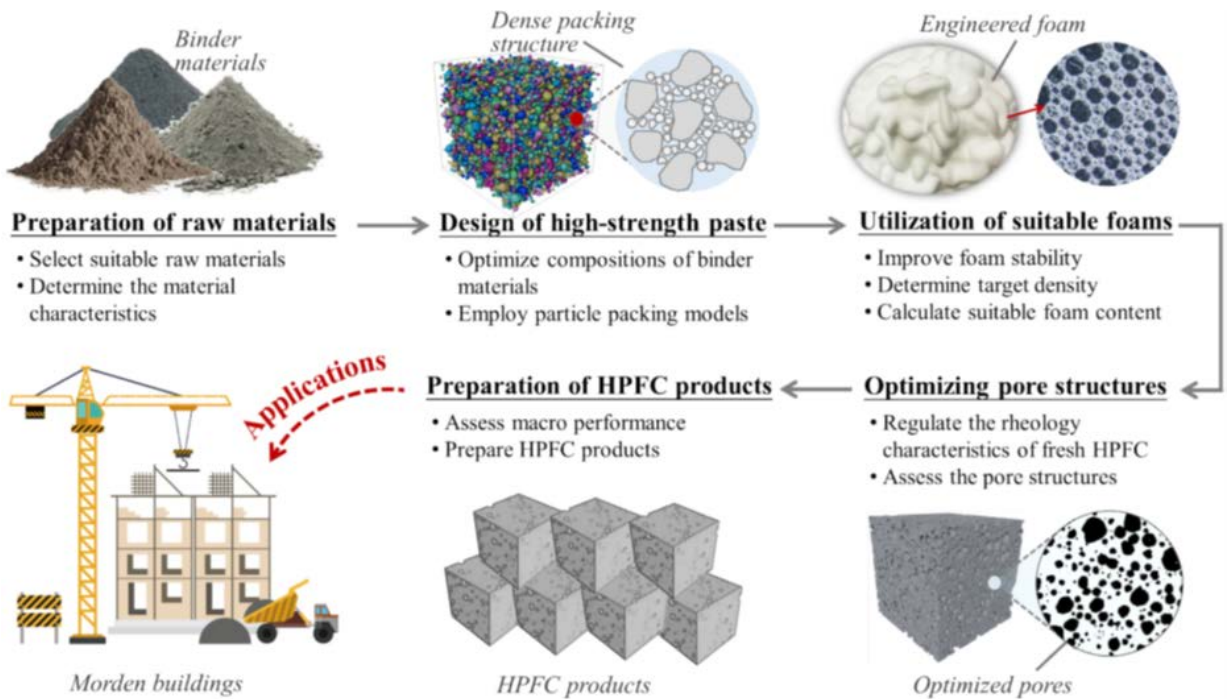 Binder
materials
Dense packing
structure
Engineered foam
Preparation of raw materials
• Select suitable raw materials
• Determine the material
characteristics
Design of high-strength paste
• Optimize compositions of binder
materials
• Employ particle packing models
Utilization of suitable foams
• Improve foam stability
• Determine target density
• Calculate suitable foam content
Optimizing pore structures
• Regulate the rheology
characteristics of fresh HPFC
• Assess the pore structures
Optimized pores
Preparation of HPFC products
• Assess macro performance
• Prepare HPFC products
HPFC products
Applications
Morden buildings